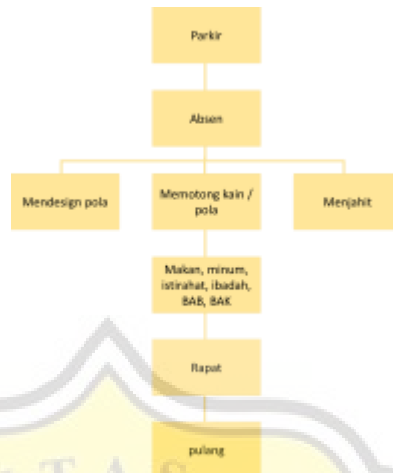 Parkir
Absen
Mendesign pola
Memotong kain /
pola
Menjahit
Makan, minum,
istirahat, ibadah,
BAB, BAK
Rapat
pulang
T A S